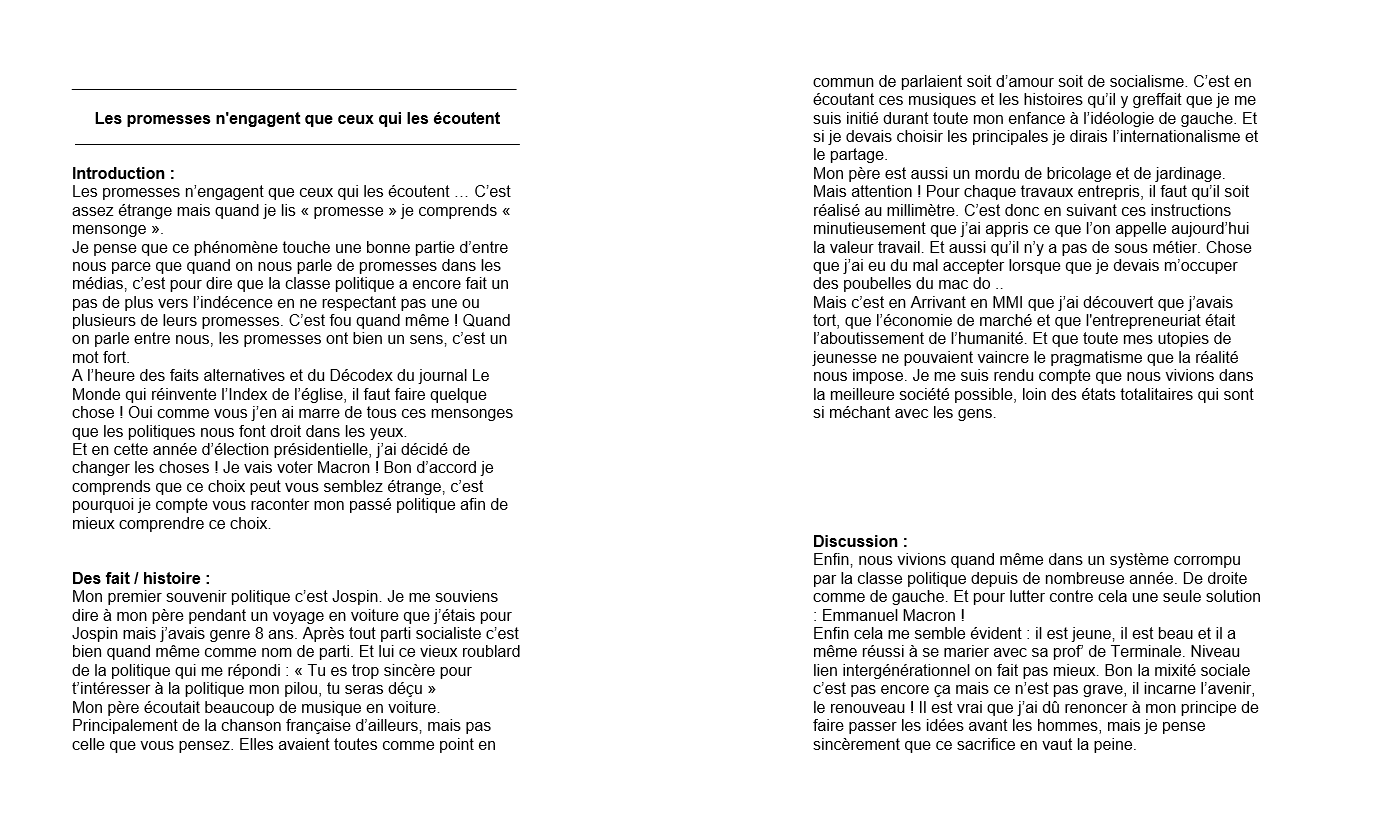 Les promesses n'engagent que ceux qui les écoutent
Introduction :
Les promesses n’engagent que ceux qui les écoutent … C’est
assez étrange mais quand je lis « promesse » je comprends «
mensonge ».
Je pense que ce phénomène touche une bonne partie d’entre
nous parce que quand on nous parle de promesses dans les
médias, c’est pour dire que la classe politique a encore fait un
pas de plus vers l’indécence en ne respectant pas une ou
plusieurs de leurs promesses. C’est fou quand même ! Quand
on parle entre nous, les promesses ont bien un sens, c’est un
mot fort.
A l’heure des faits alternatives et du Décodex du journal Le
Monde qui réinvente l’Index de l’église, il faut faire quelque
chose ! Oui comme vous j’en ai marre de tous ces mensonges
que les politiques nous font droit dans les yeux.
Et en cette année d’élection présidentielle, j’ai décidé de
changer les choses ! Je vais voter Macron ! Bon d’accord je
comprends que ce choix peut vous semblez étrange, c’est
pourquoi je compte vous raconter mon passé politique afin de
mieux comprendre ce choix.
Des fait / histoire :
Mon premier souvenir politique c’est Jospin. Je me souviens
dire à mon père pendant un voyage en voiture que j’étais pour
Jospin mais j’avais genre 8 ans. Après tout parti socialiste c’est
bien quand même comme nom de parti. Et lui ce vieux roublard
de la politique qui me répondi : « Tu es trop sincère pour
t’intéresser à la politique mon pilou, tu seras déçu »
Mon père écoutait beaucoup de musique en voiture.
Principalement de la chanson française d’ailleurs, mais pas
celle que vous pensez. Elles avaient toutes comme point en
commun de parlaient soit d’amour soit de socialisme. C’est en
écoutant ces musiques et les histoires qu’il y greffait que je me
suis initié durant toute mon enfance à l’idéologie de gauche. Et
si je devais choisir les principales je dirais l’internationalisme et
le partage.
Mon père est aussi un mordu de bricolage et de jardinage.
Mais attention ! Pour chaque travaux entrepris, il faut qu’il soit
réalisé au millimètre. C’est donc en suivant ces instructions
minutieusement que j’ai appris ce que l’on appelle aujourd’hui
la valeur travail. Et aussi qu’il n’y a pas de sous métier. Chose
que j’ai eu du mal accepter lorsque que je devais m’occuper
des poubelles du mac do ..
Mais c’est en Arrivant en MMI que j’ai découvert que j’avais
tort, que l’économie de marché et que l'entrepreneuriat était
l’aboutissement de l’humanité. Et que toute mes utopies de
jeunesse ne pouvaient vaincre le pragmatisme que la réalité
nous impose. Je me suis rendu compte que nous vivions dans
la meilleure société possible, loin des états totalitaires qui sont
si méchant avec les gens.
Discussion :
Enfin, nous vivions quand même dans un système corrompu
par la classe politique depuis de nombreuse année. De droite
comme de gauche. Et pour lutter contre cela une seule solution
: Emmanuel Macron !
Enfin cela me semble évident : il est jeune, il est beau et il a
même réussi à se marier avec sa prof’ de Terminale. Niveau
lien intergénérationnel on fait pas mieux. Bon la mixité sociale
c’est pas encore ça mais ce n’est pas grave, il incarne l’avenir,
le renouveau ! Il est vrai que j’ai dû renoncer à mon principe de
faire passer les idées avant les hommes, mais je pense
sincèrement que ce sacrifice en vaut la peine.